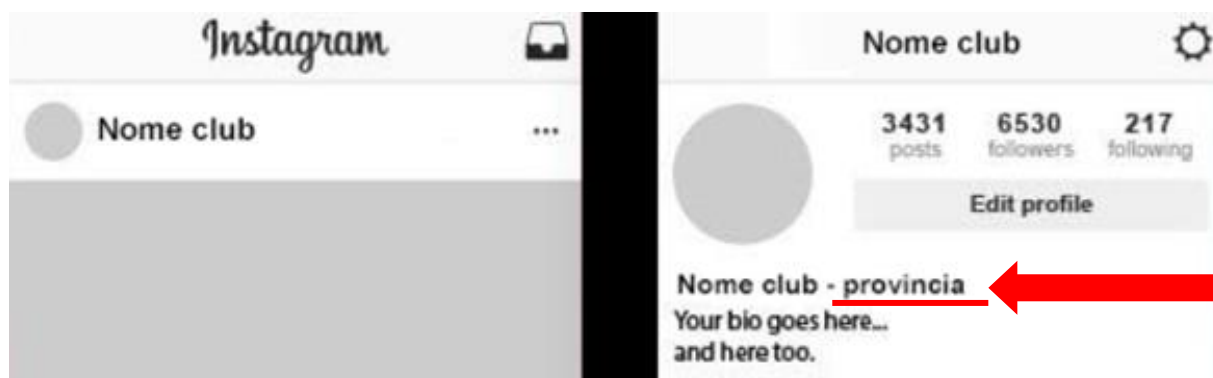 Instagram
Nome club
...
Nome club
3431 6530 217
posts followers following
Edit profile
Nome club - provincia
Your bio goes here...
and here too.